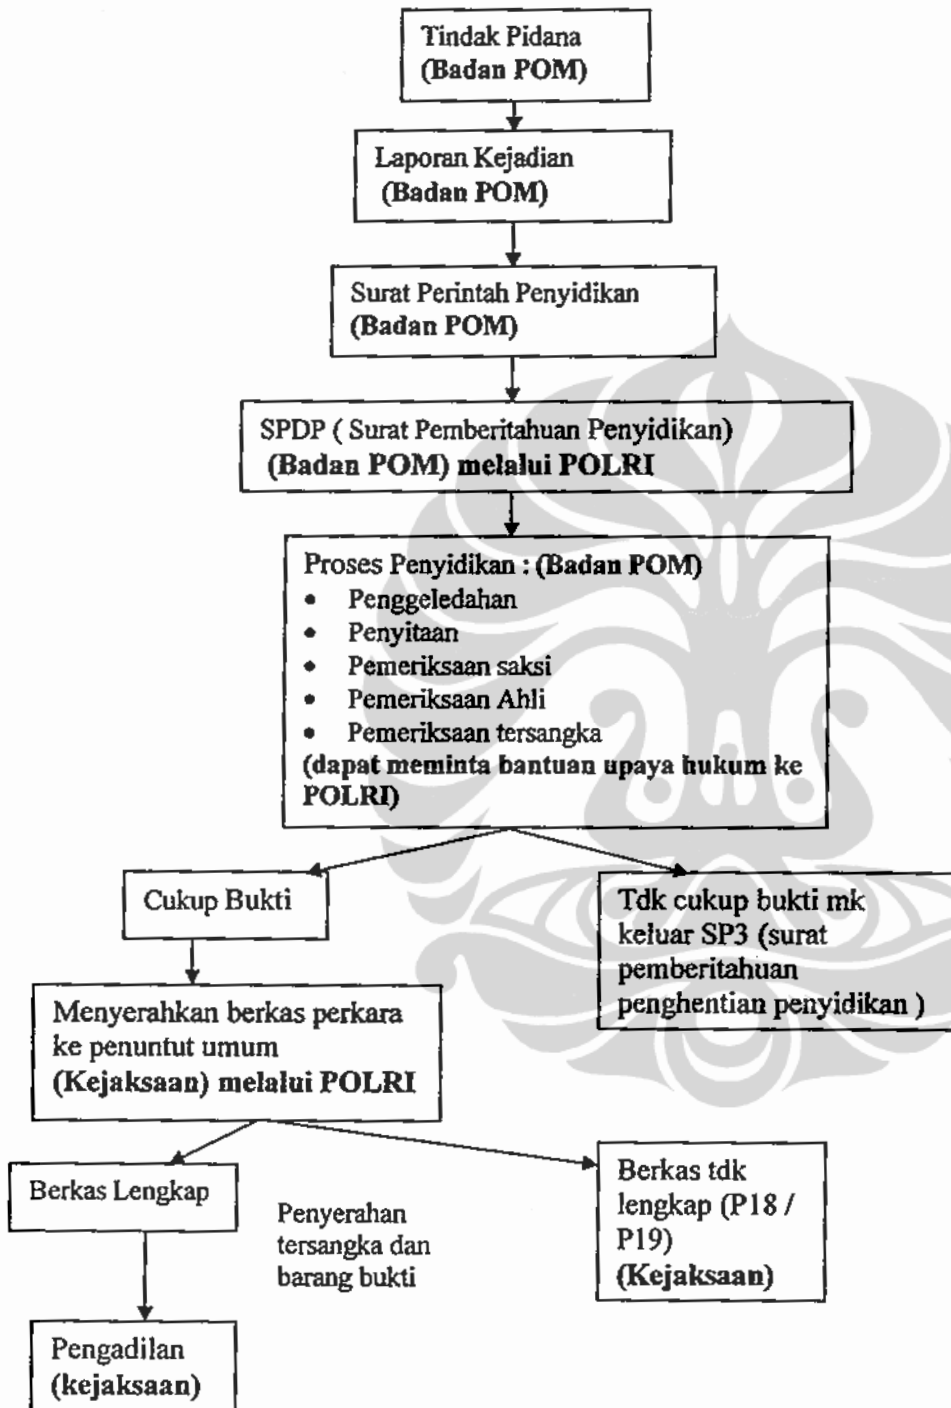 Tindak Pidana
(Badan POM)
Laporan Kejadian
(Badan POM)
Surat Perintah Penyidikan
(Badan POM)
SPDP ( Surat Pemberitahuan Penyidikan)
(Badan POM) melalui POLRI
Proses Penyidikan : (Badan POM)
• Penggeledahan
• Penyitaan
• Pemeriksaan saksi
• Pemeriksaan Ahli
• Pemeriksaan tersangka
(dapat meminta bantuan upaya hukum ke
POLRI)
Cukup Bukti
Tdk cukup bukti mk
keluar SP3 (surat
pemberitahuan
penghentian penyidikan )
Menyerahkan berkas perkara
ke penuntut umum
(Kejaksaan) melalui POLRI
Berkas Lengkap
Penyerahan
tersangka dan
barang bukti
Berkas tdk
lengkap (P18 /
P19)
(Kejaksaan)
Pengadilan
(kejaksaan)